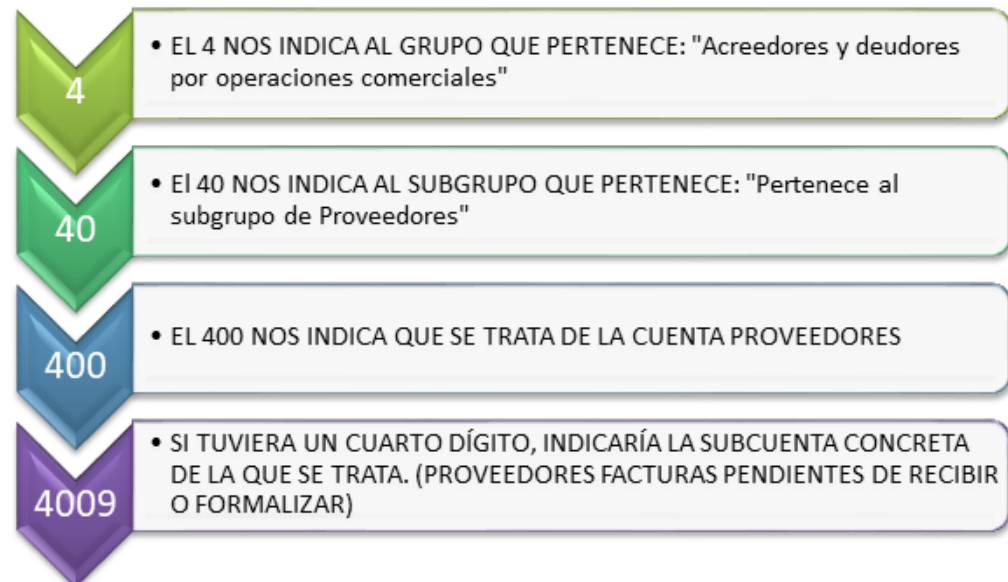 4
• EL 4 NOS INDICA AL GRUPO QUE PERTENECE: "Acreedores y deudores
por operaciones comerciales"
40
• El 40 NOS INDICA AL SUBGRUPO QUE PERTENECE: "Pertenece al
subgrupo de Proveedores"
400
• EL 400 NOS INDICA QUE SE TRATA DE LA CUENTA PROVEEDORES
4009
• SI TUVIERA UN CUARTO DÍGITO, INDICARÍA LA SUBCUENTA CONCRETA
DE LA QUE SE TRATA. (PROVEEDORES FACTURAS PENDIENTES DE RECIBIR
O FORMALIZAR)